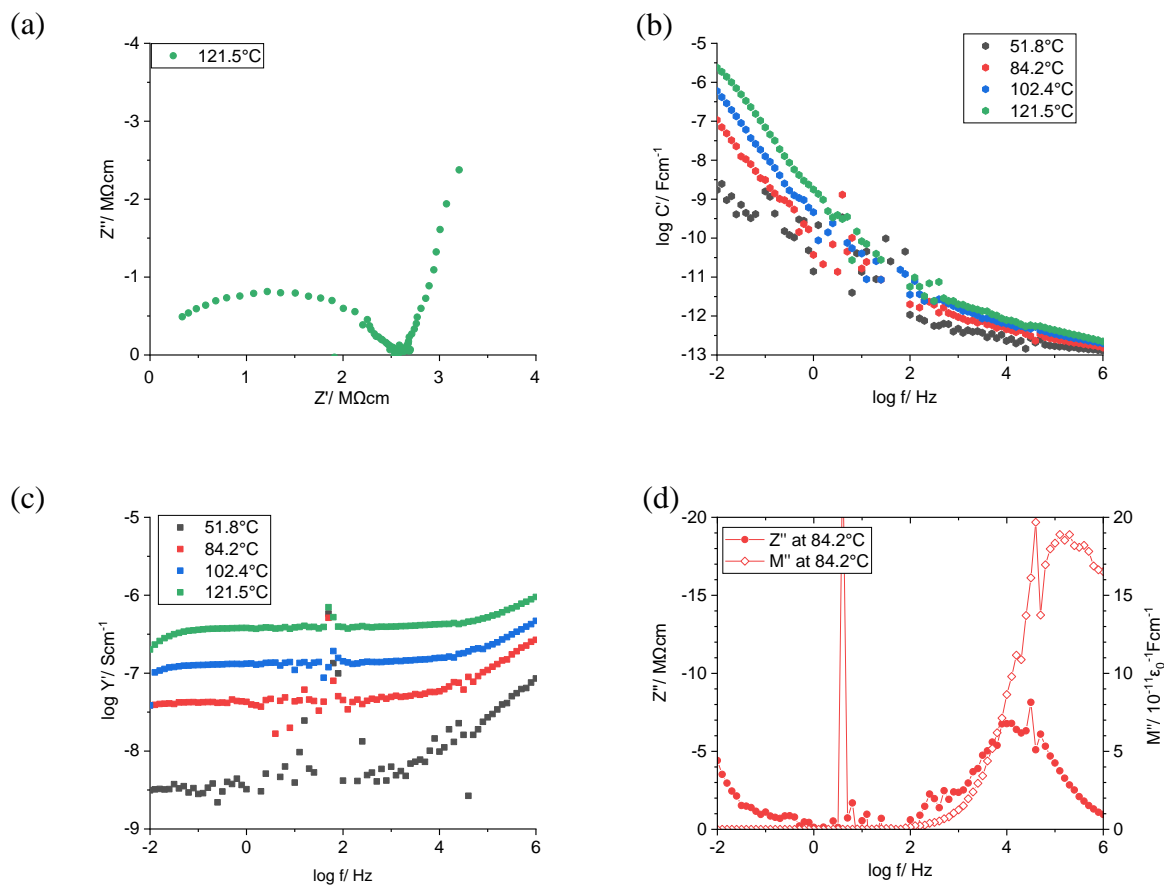 (a)
121.5°C
-4
-3
-2
-1
0
Z''/ MΩcm
0 1 2 3 4
Z'/ MΩcm
(b)
51.8°C
84.2°C
102.4°C
121.5°C
-5
-6
-7
-8
-9
-10
-11
-12
-13
log C'/ Fcm⁻¹
-2 0 2 4 6
log f/ Hz
(c)
51.8°C
84.2°C
102.4°C
121.5°C
-5
-6
-7
-8
-9
log Y'/ Scm⁻¹
-2 0 2 4 6
log f/ Hz
(d)
Z'' at 84.2°C
M'' at 84.2°C
-20
-15
-10
-5
0
Z''/ MΩcm
20
15
10
5
0
M''/ 10⁻¹¹ε₀⁻¹Fcm⁻¹
-2 0 2 4 6
log f/ Hz